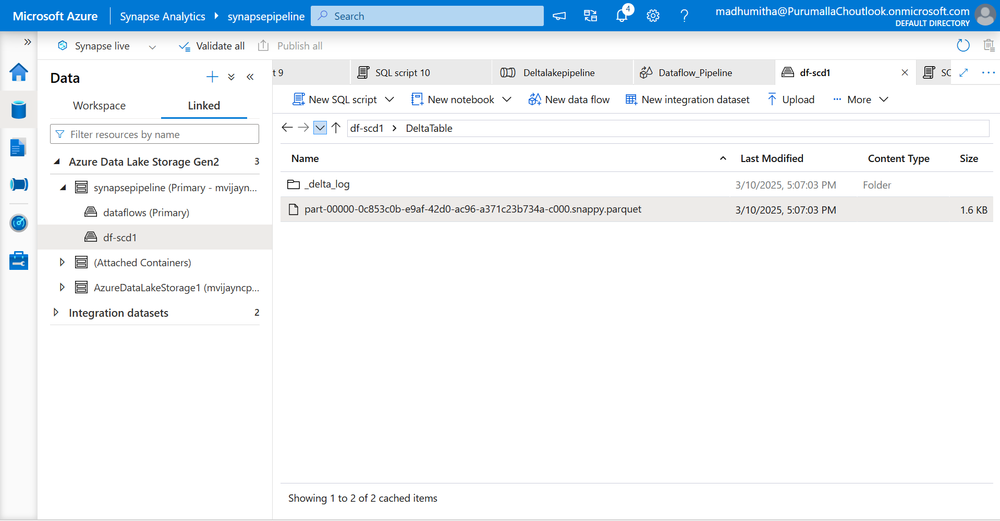 Microsoft Azure
Synapse Analytics
synapsepipeline
Search
4
madhumitha@PurumallaChoutlook.onmicrosoft.com
DEFAULT DIRECTORY
Synapse live
Validate all
Publish all
Data
Workspace
Linked
Filter resources by name
Azure Data Lake Storage Gen2 3
synapsepipeline (Primary - mvijayn...
dataflows (Primary)
df-scd1
(Attached Containers)
AzureDataLakeStorage1 (mvijayncp...
Integration datasets 2
t 9
SQL script 10
Deltalakepipeline
Dataflow_Pipeline
df-scd1
SC
New SQL script
New notebook
New data flow
New integration dataset
Upload
More
df-scd1 > DeltaTable
Name Last Modified Content Type Size
_delta_log 3/10/2025, 5:07:03 PM Folder
part-00000-0c853c0b-e9af-42d0-ac96-a371c23b734a-c000.snappy.parquet 3/10/2025, 5:07:03 PM 1.6 KB
Showing 1 to 2 of 2 cached items